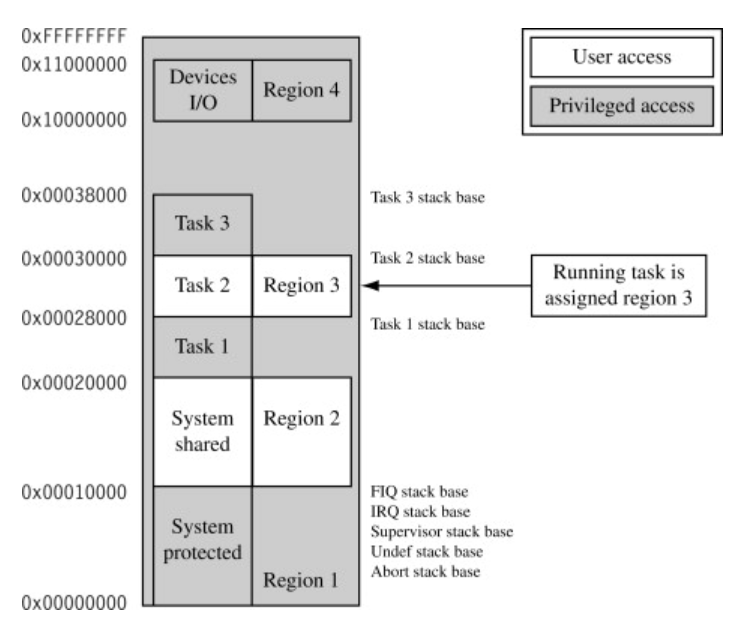 0xFFFFFFFF
0x11000000
Devices
I/O
Region 4
0x10000000
User access
Privileged access
0x00038000
Task 3 stack base
Task 3
0x00030000
Task 2 stack base
Task 2
Region 3
Running task is
assigned region 3
0x00028000
Task 1 stack base
Task 1
0x00020000
System
shared
Region 2
0x00010000
FIQ stack base
IRQ stack base
Supervisor stack base
Undef stack base
Abort stack base
System
protected
Region 1
0x00000000